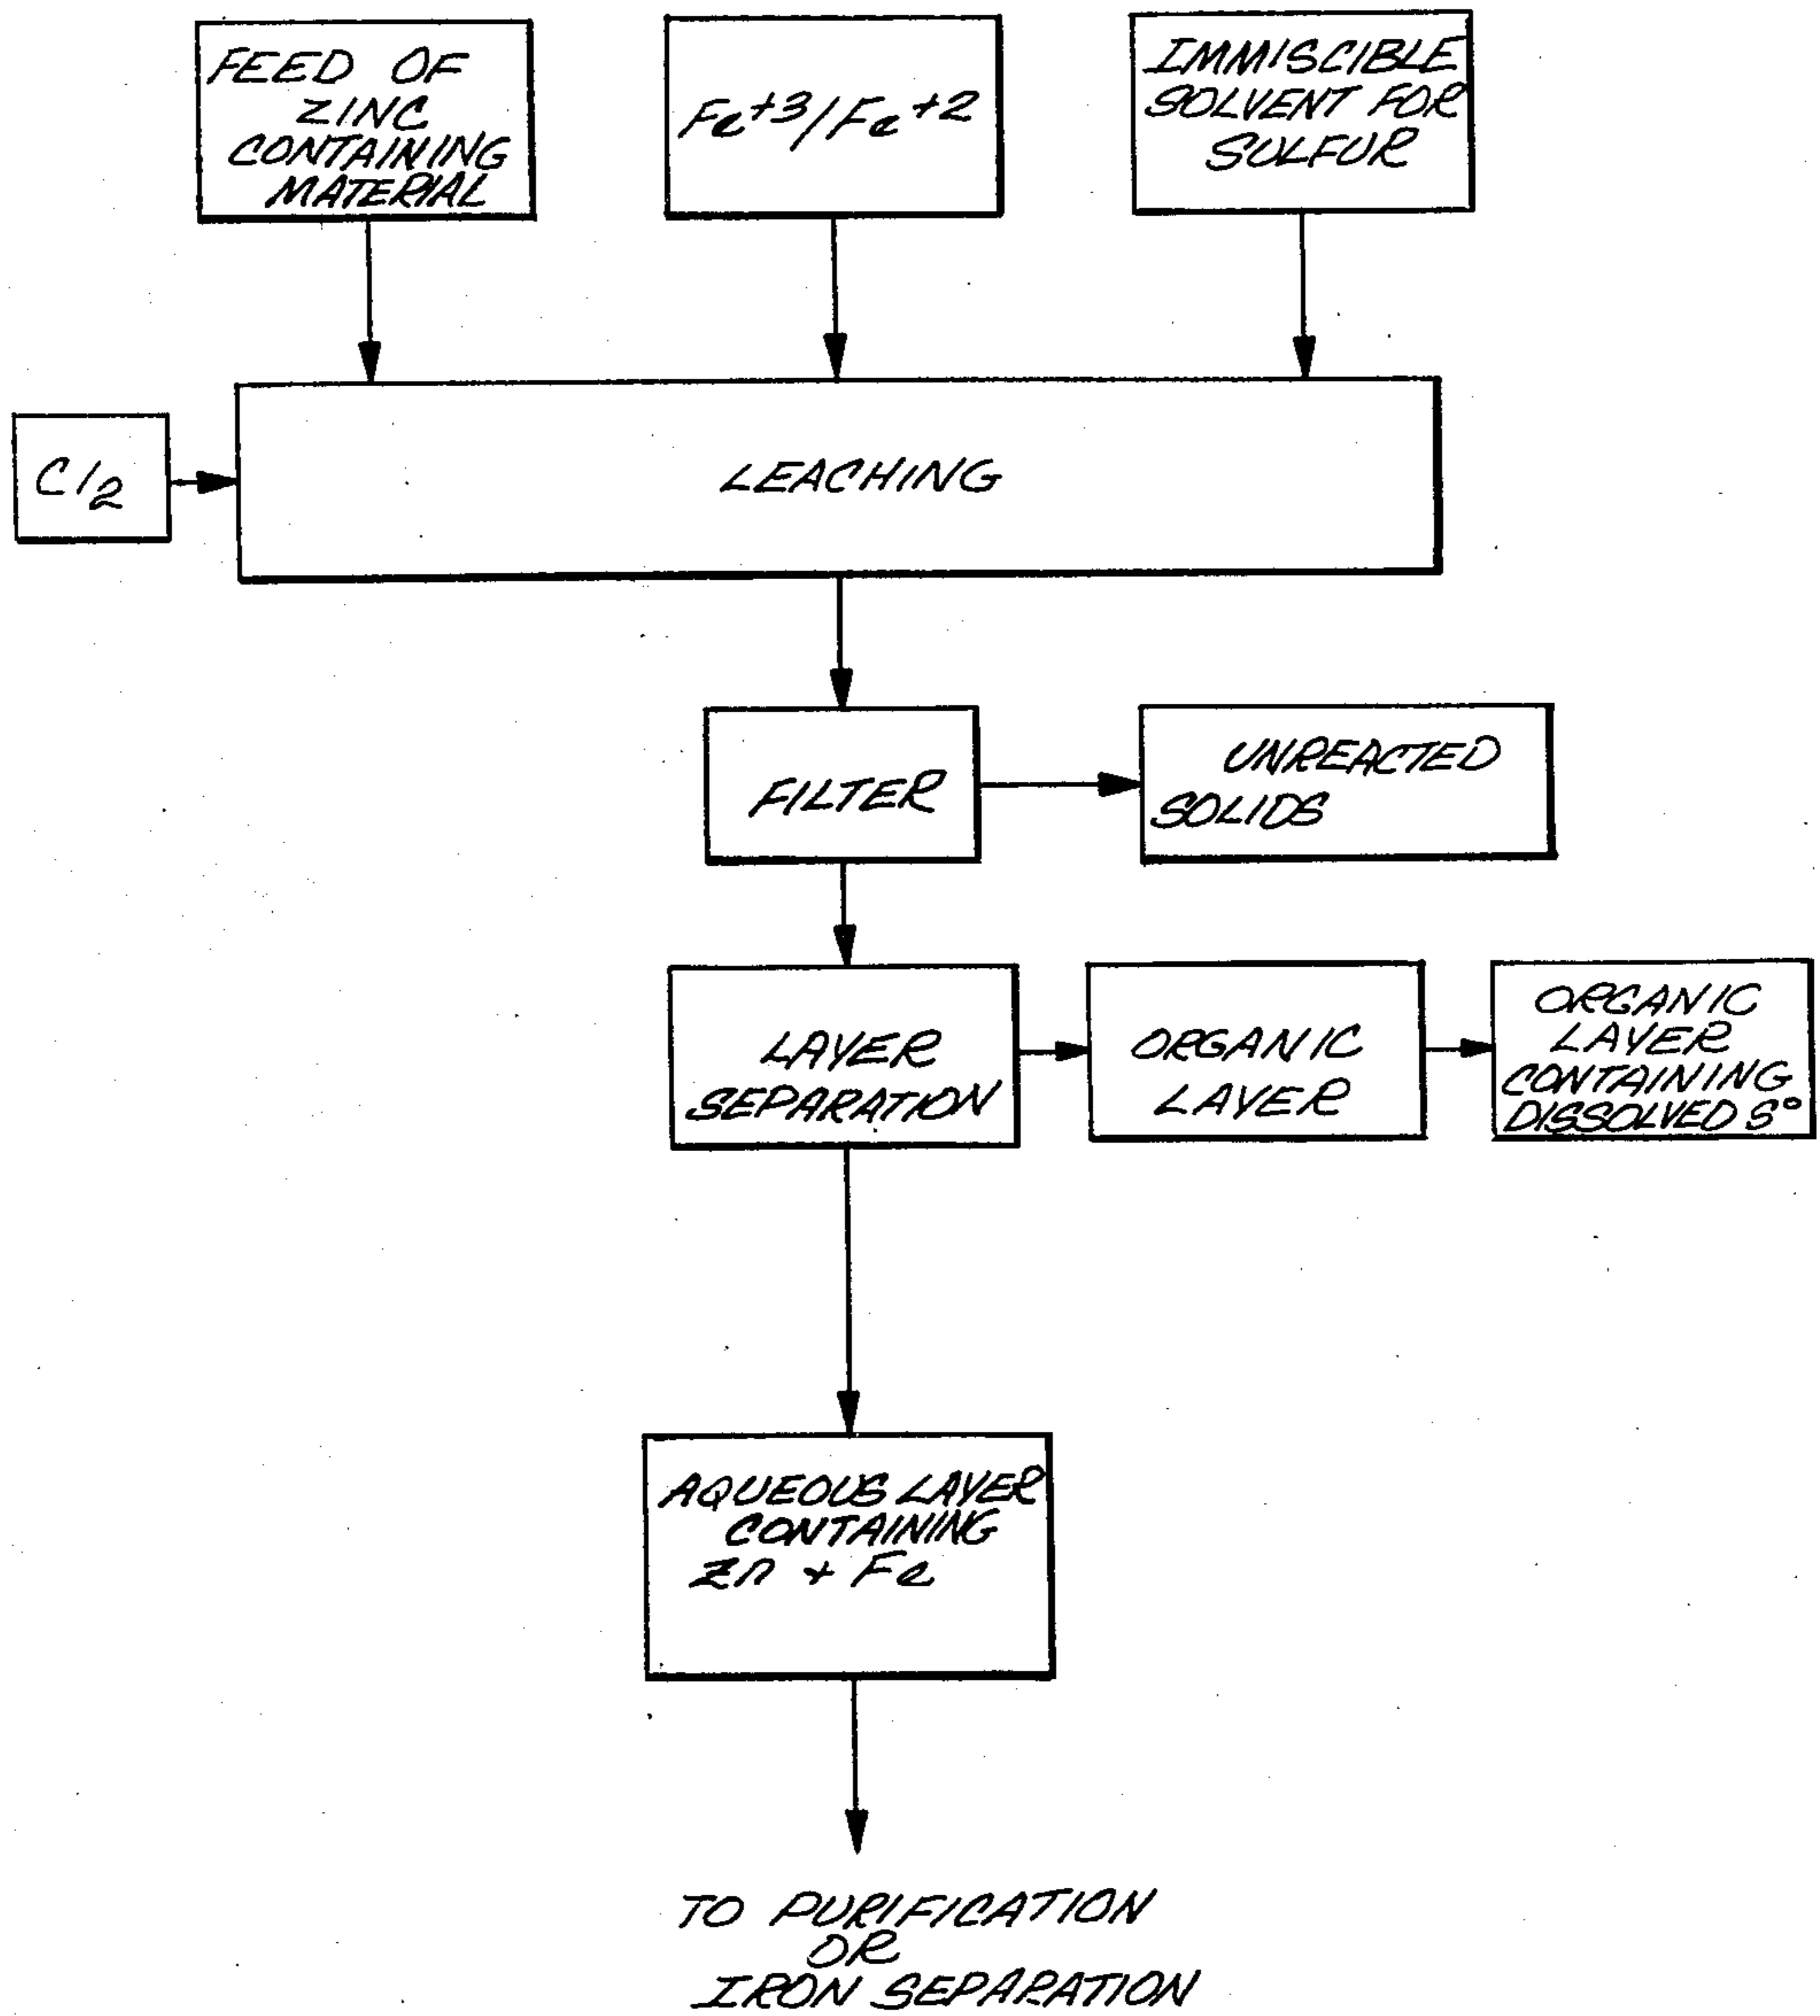 FEED OF
ZINC
CONTAINING
MATERIAL
Fe+3/Fe+2
IMMISCIBLE
SOLVENT FOR
SULFUR
Cl2
LEACHING
FILTER
UNREACTED
SOLIDS
LAYER
SEPARATION
ORGANIC
LAYER
ORGANIC
LAYER
CONTAINING
DISSOLVED S°
AQUEOUS LAYER
CONTAINING
Zn + Fe
TO PURIFICATION
OR
IRON SEPARATION